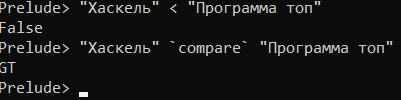 Prelude> "Хаскель" < "Программа топ"
False
Prelude> "Хаскель" `compare` "Программа топ"
GT
Prelude>